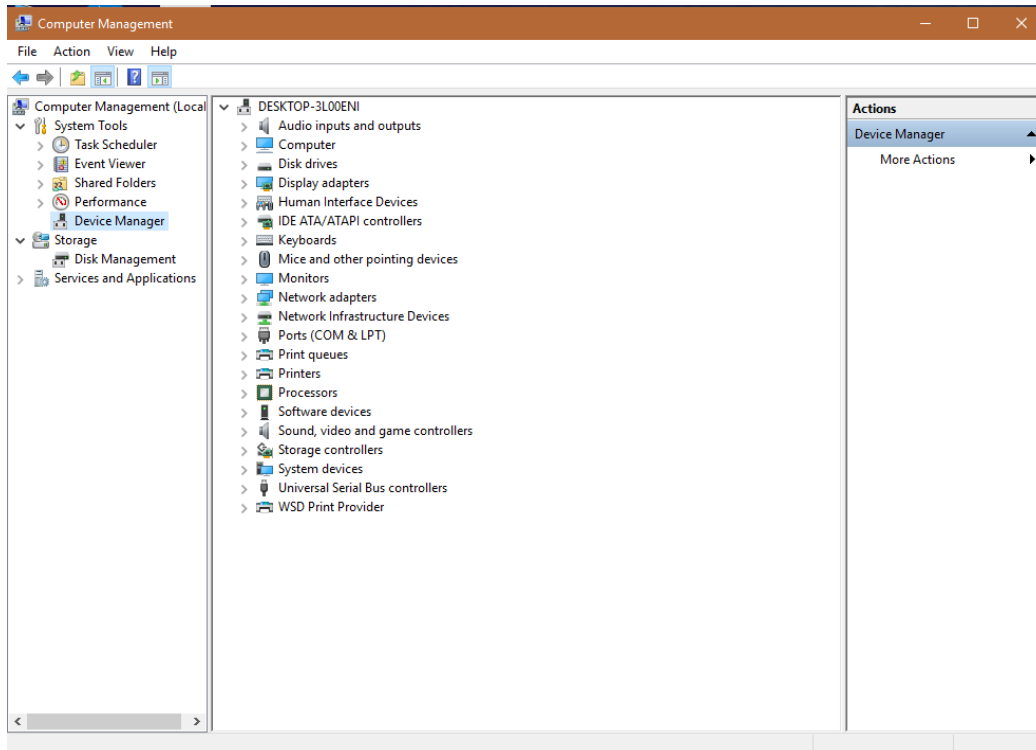 Computer Management
File Action View Help
Computer Management (Local
System Tools
Task Scheduler
Event Viewer
Shared Folders
Performance
Device Manager
Storage
Disk Management
Services and Applications
DESKTOP-3L00ENI
Audio inputs and outputs
Computer
Disk drives
Display adapters
Human Interface Devices
IDE ATA/ATAPI controllers
Keyboards
Mice and other pointing devices
Monitors
Network adapters
Network Infrastructure Devices
Ports (COM & LPT)
Print queues
Printers
Processors
Software devices
Sound, video and game controllers
Storage controllers
System devices
Universal Serial Bus controllers
WSD Print Provider
Actions
Device Manager
More Actions